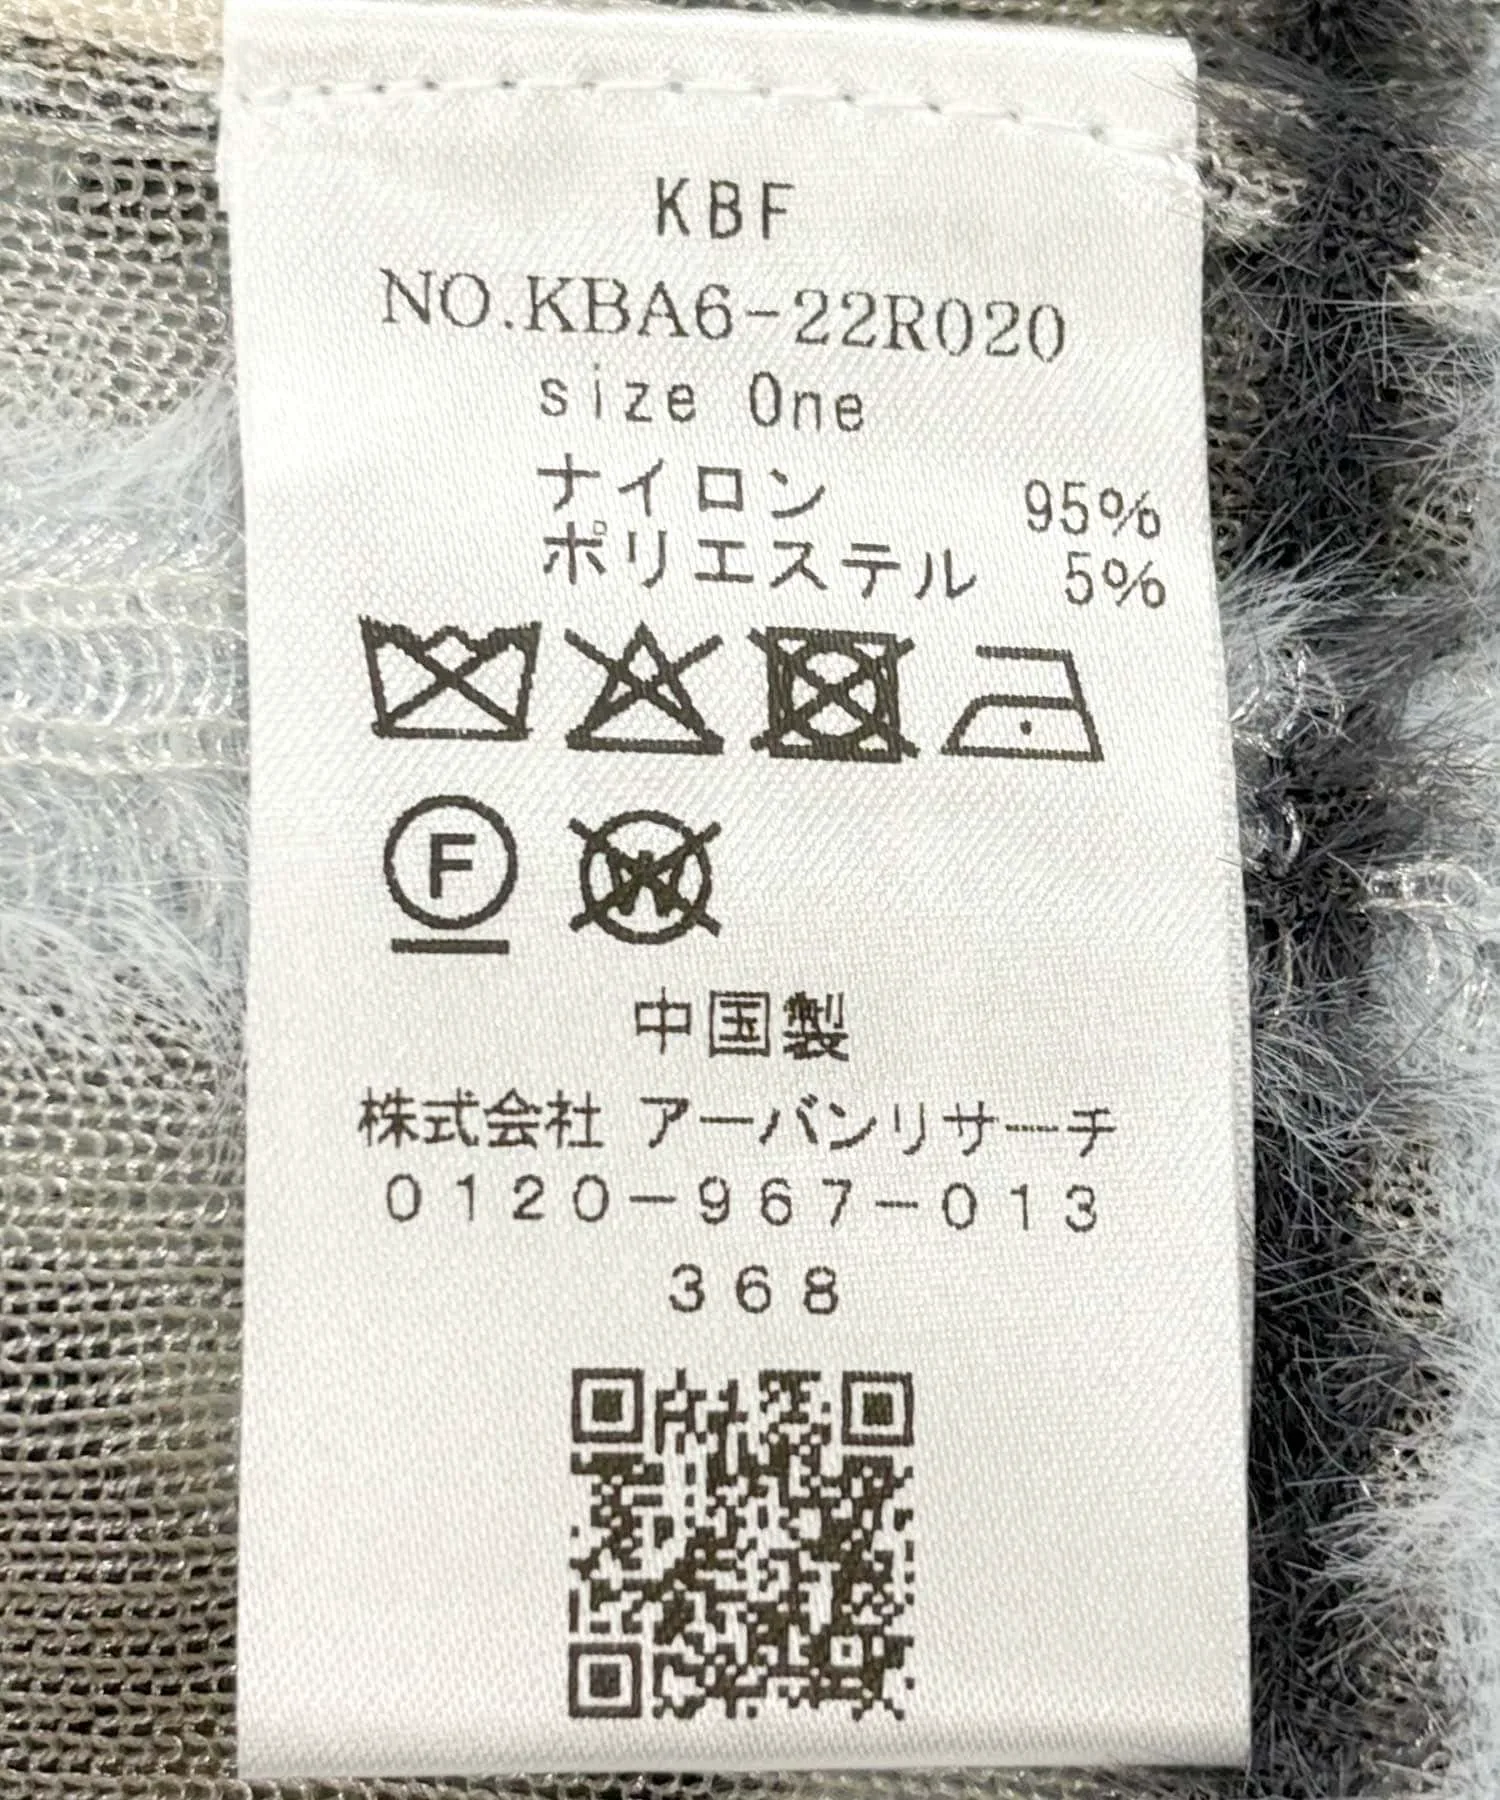 KBF
NO.KBA6-22R020
size One
ナイロン 95%
ポリエステル 5%
F
W
中国製
株式会社 アーバンリサーチ
0120-967-013
368